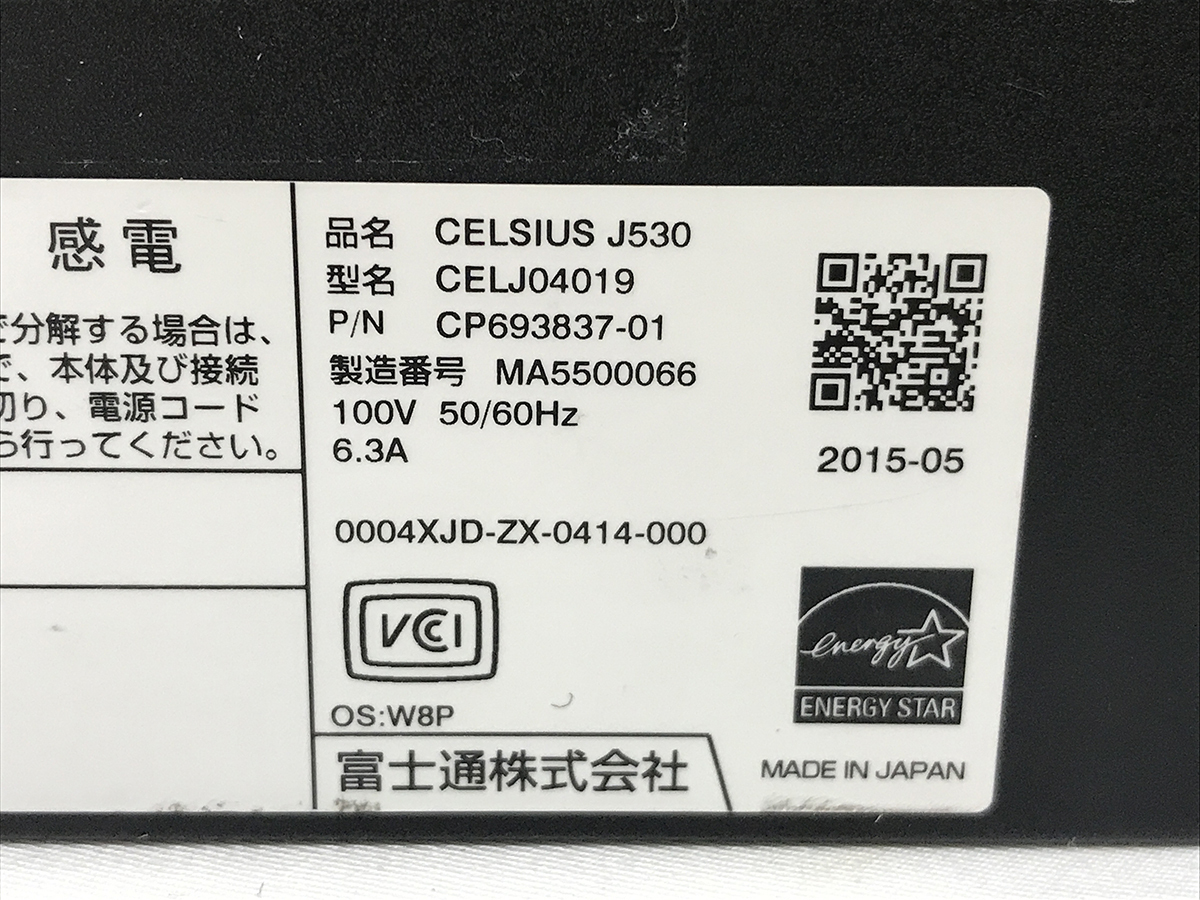 感電
で分解する場合は、
で、本体及び接続
切り、電源コード
ら行ってください。
品名 CELSIUS J530
型名 CELJ04019
P/N CP693837-01
製造番号 MA5500066
100V 50/60Hz
6.3A
2015-05
0004XJD-ZX-0414-000
VCCI
energy
ENERGY STAR
OS:W8P
富士通株式会社
MADE IN JAPAN